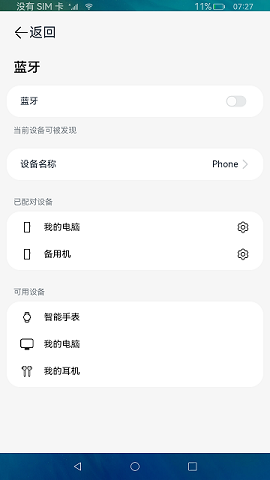 没有 SIM 卡 11% 07:27
返回
蓝牙
蓝牙
当前设备可被发现
设备名称 Phone
已配对设备
我的电脑
备用机
可用设备
智能手表
我的电脑
我的耳机